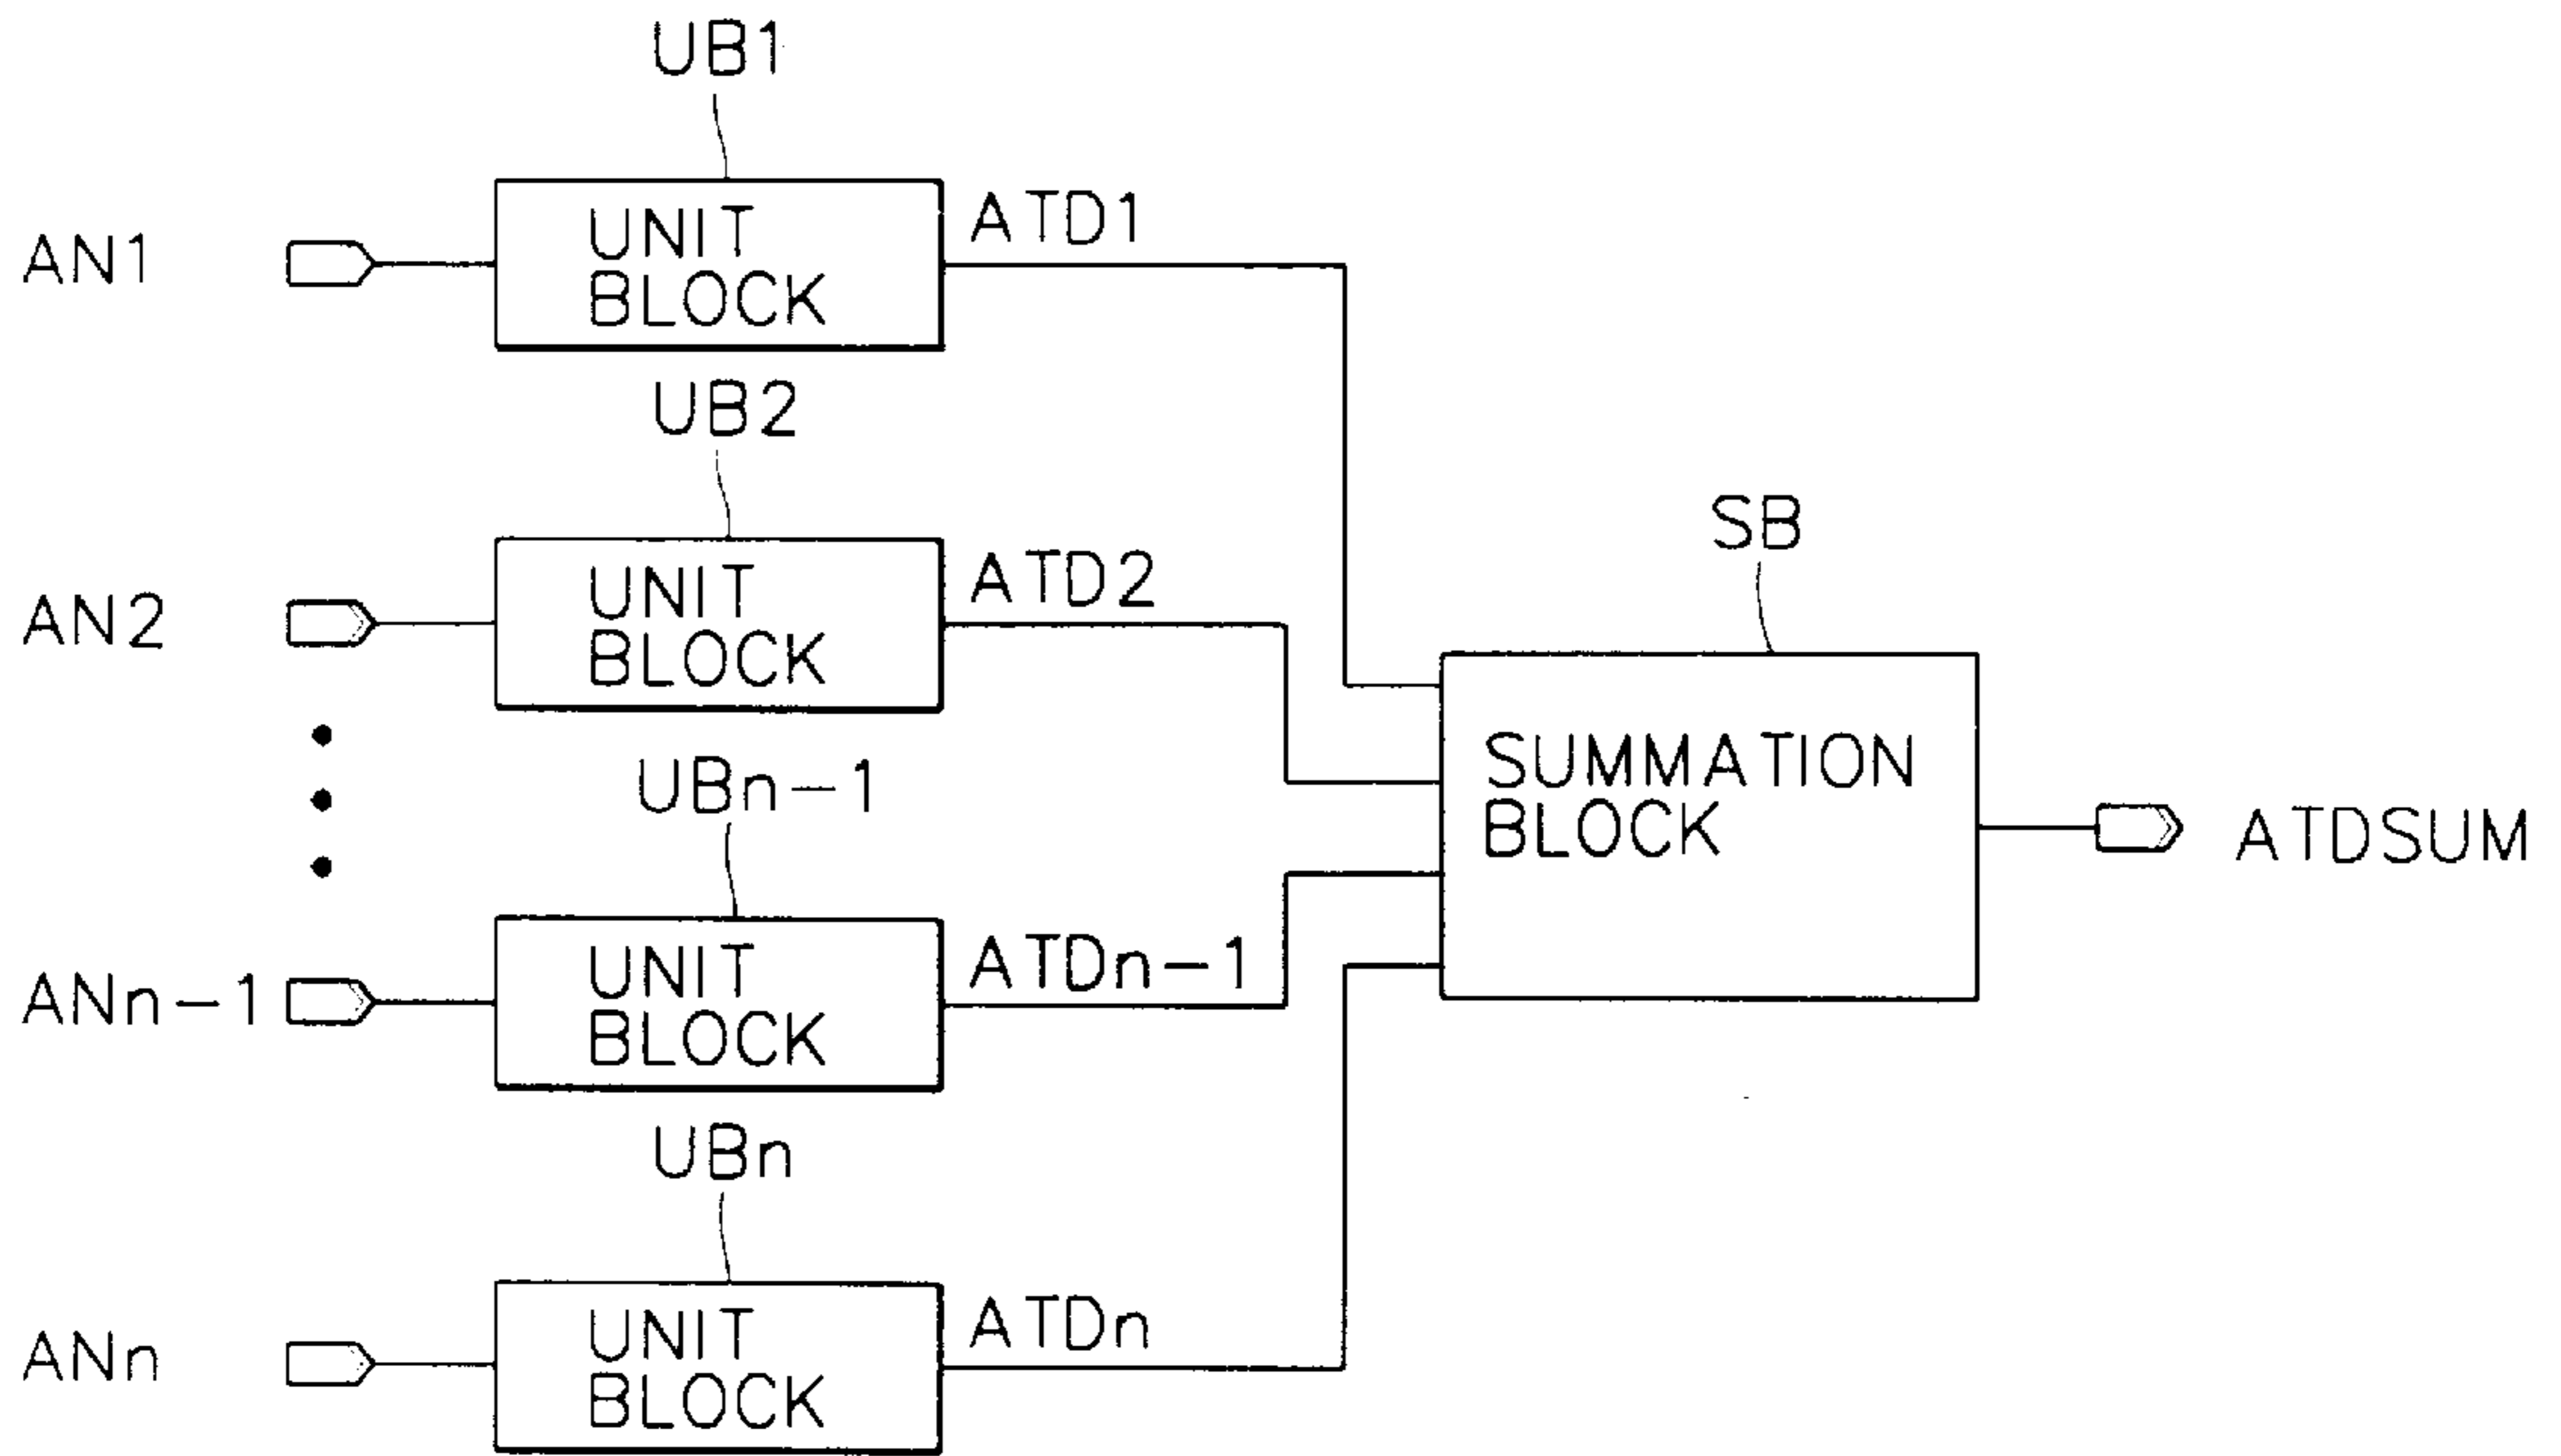 UB1
AN1
UNIT
BLOCK
ATD1
UB2
AN2
UNIT
BLOCK
ATD2
SB
UBn-1
SUMMATION
BLOCK
ATDSUM
ANn-1
UNIT
BLOCK
ATDn-1
UBn
ANn
UNIT
BLOCK
ATDn